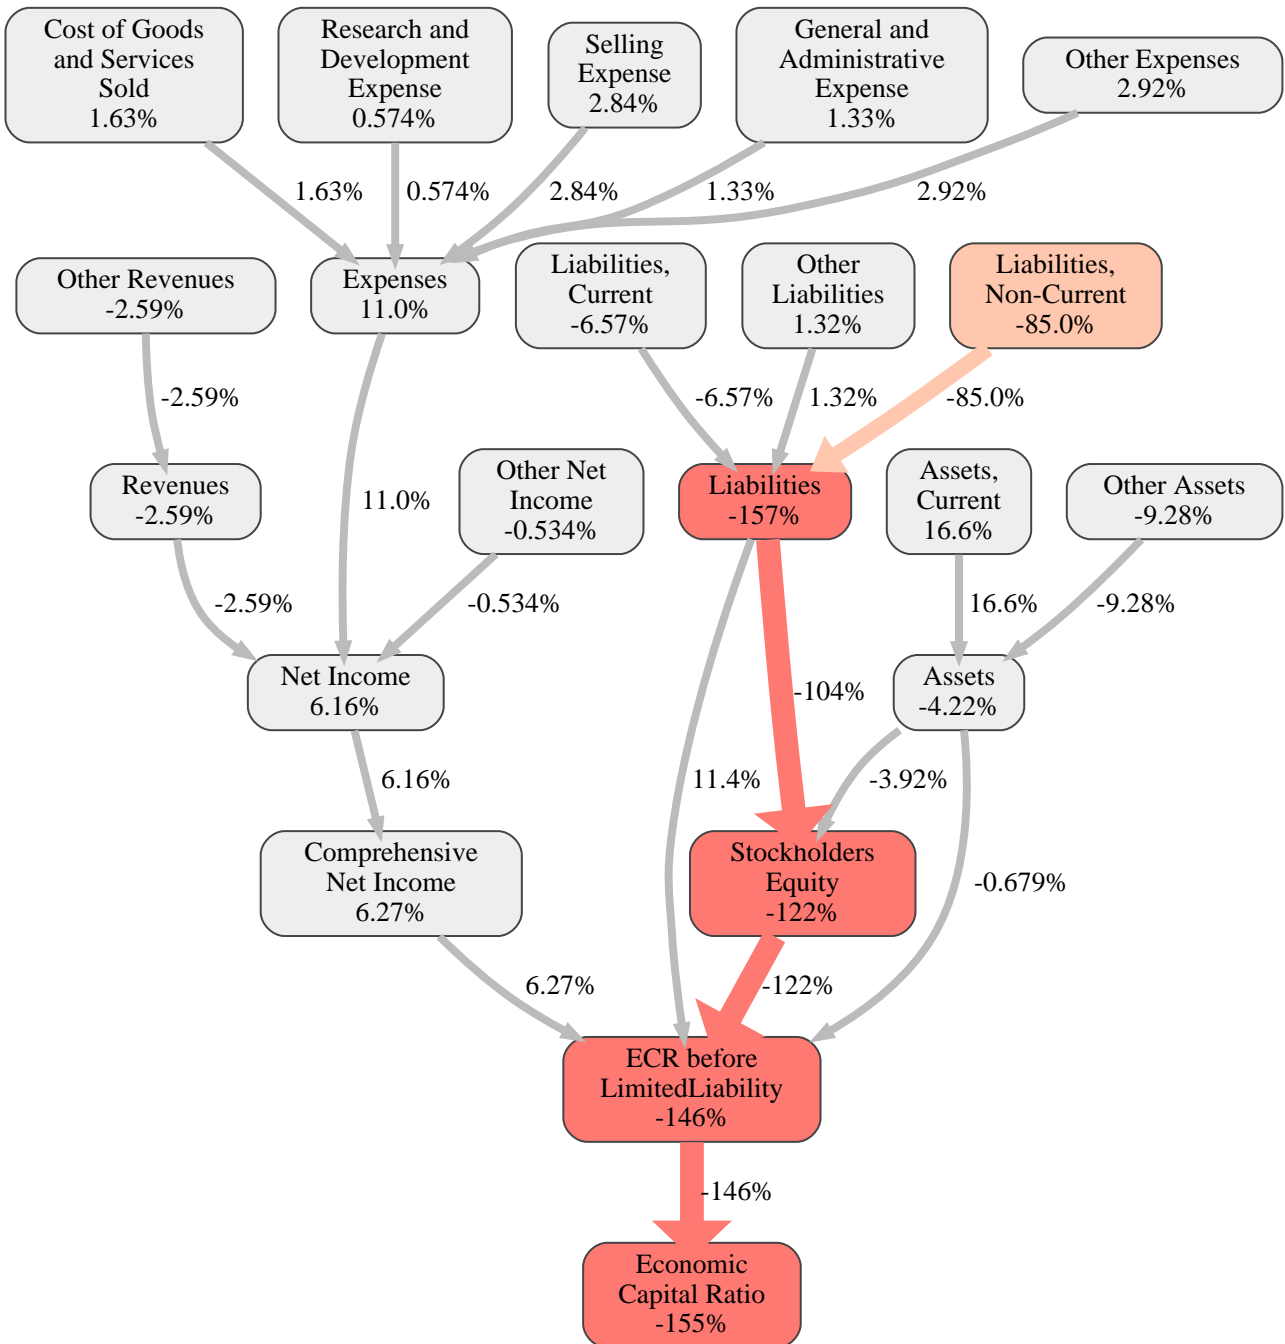 Cost of Goods
and Services
Sold
1.63%
Research and
Development
Expense
0.574%
Selling
Expense
2.84%
General and
Administrative
Expense
1.33%
Other Expenses
2.92%
1.63%
0.574%
2.84%
1.33%
2.92%
Other Revenues
-2.59%
Expenses
11.0%
Liabilities,
Current
-6.57%
Other
Liabilities
1.32%
Liabilities,
Non-Current
-85.0%
-2.59%
-6.57%
1.32%
-85.0%
Revenues
-2.59%
11.0%
Other Net
Income
-0.534%
Liabilities
-157%
Assets,
Current
16.6%
Other Assets
-9.28%
-2.59%
-0.534%
16.6%
-9.28%
Net Income
6.16%
-104%
Assets
-4.22%
6.16%
11.4%
-3.92%
Comprehensive
Net Income
6.27%
Stockholders
Equity
-122%
-0.679%
6.27%
-122%
ECR before
LimitedLiability
-146%
-146%
Economic
Capital Ratio
-155%